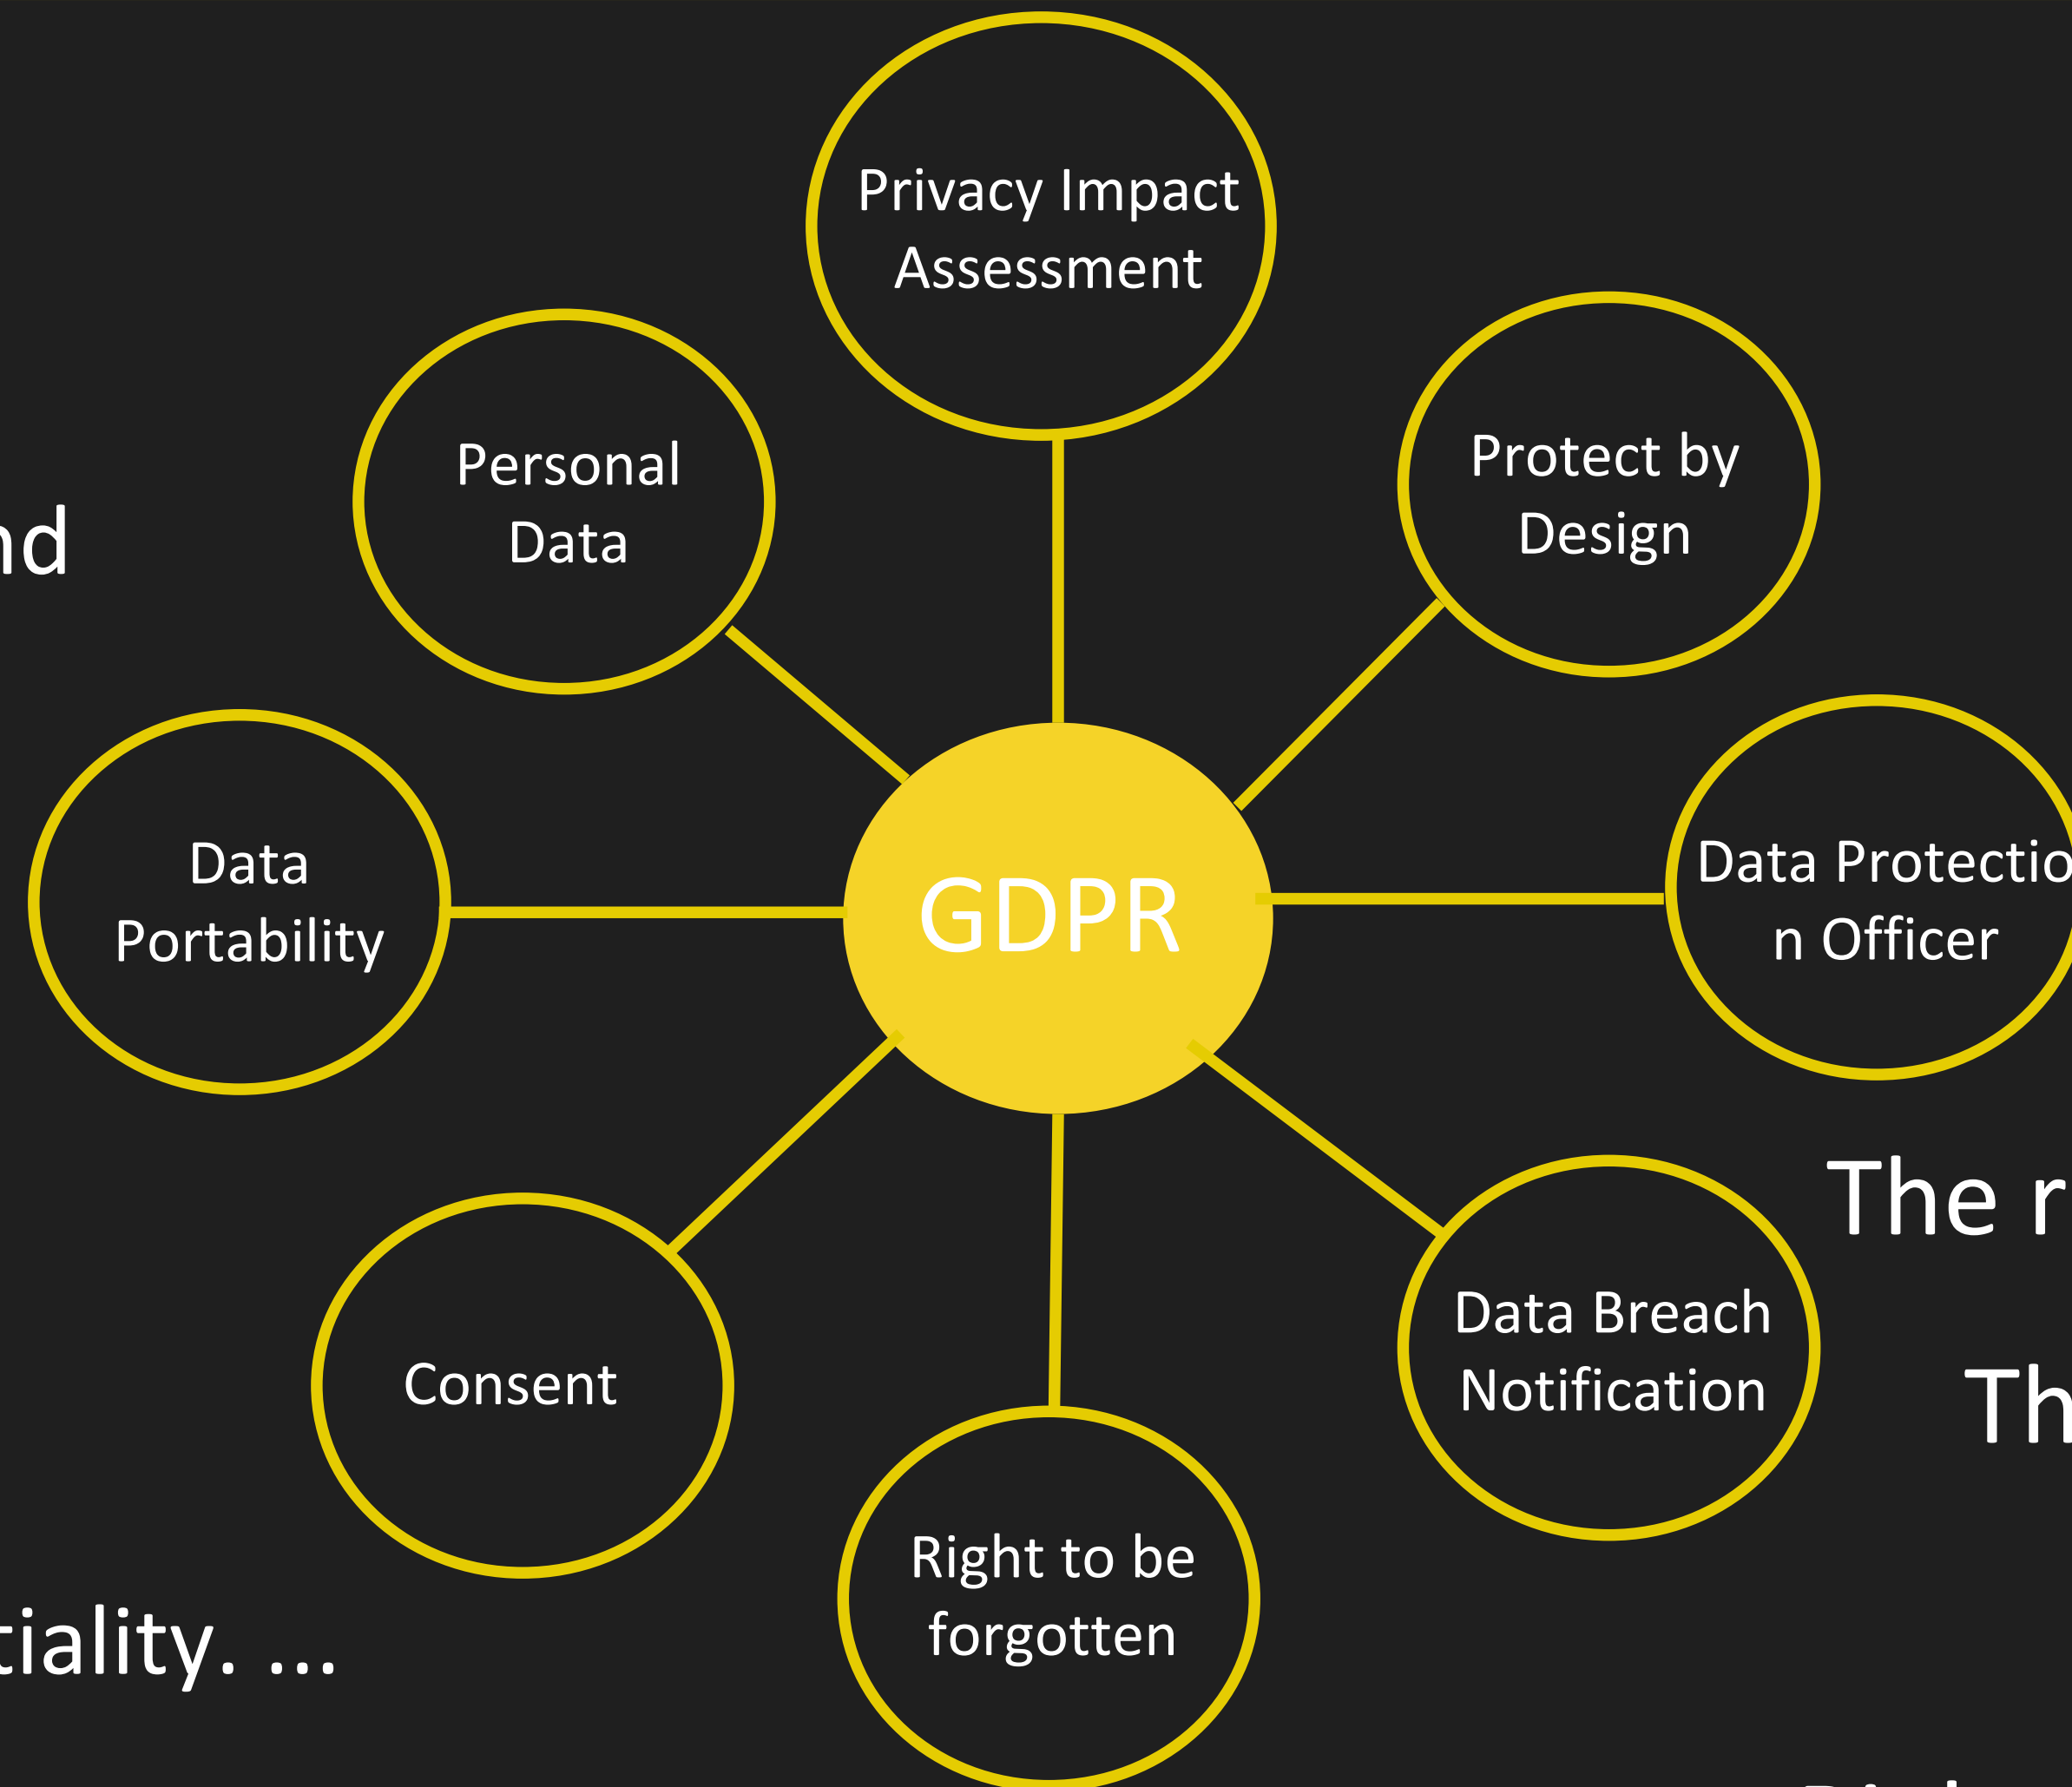 Privacy Impact
Assessment
Personal
Data
Protect by
Design
Data
Portability
GDPR
Data Protectio
n Officer
The r
Th
Data Breach
Notification
Consent
Right to be
forgotten
tiality. ...